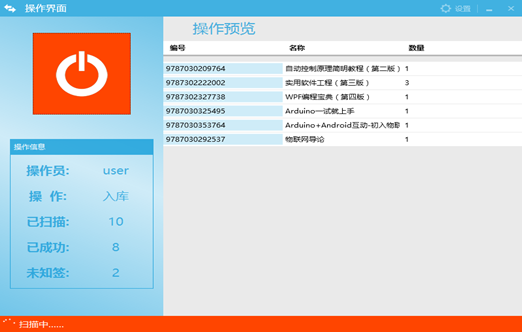 操作界面
设置
操作预览
编号 名称 数量
9787030209764 自动控制原理简明教程（第二版） 1
9787302222002 实用软件工程（第三版） 3
9787302327738 WPF编程宝典（第四版） 1
9787030325495 Arduino一试就上手 1
9787030353764 Arduino+Android互动-初入物联 1
9787030292537 物联网导论 1
操作信息
操作员: user
操 作: 入库
已扫描: 10
已成功: 8
未知签: 2
扫描中......